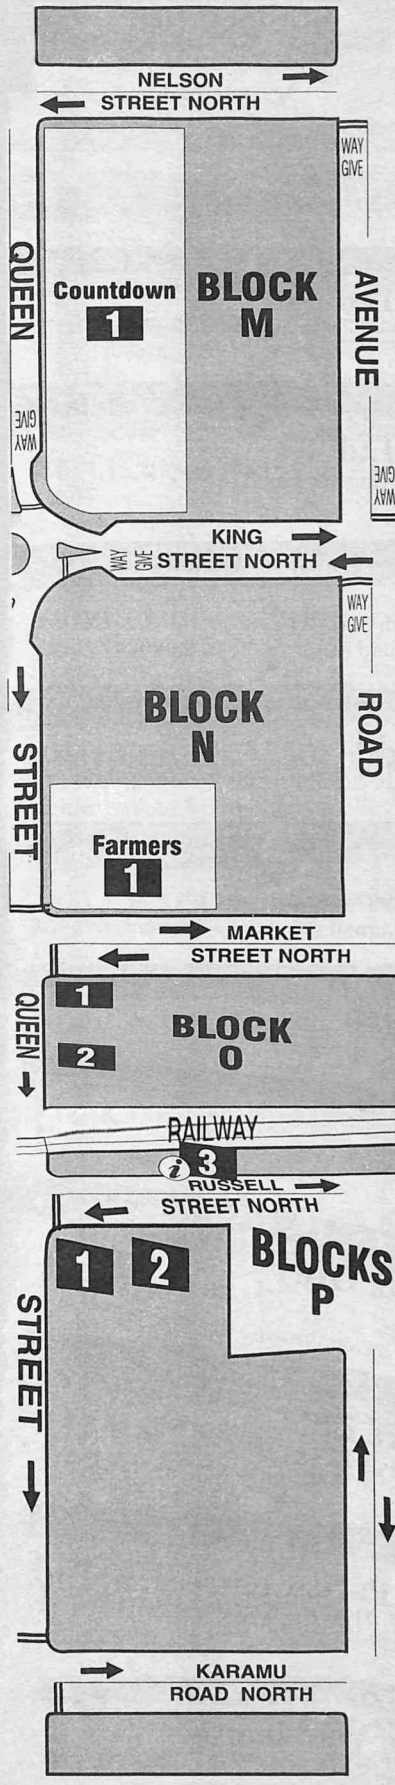 NELSON
STREET NORTH
WAY
GIVE
QUEEN
Countdown
1
BLOCK
M
AVENUE
GIVE
WAY
GIVE
WAY
KING
STREET NORTH
WAY
GIVE
WAY
GIVE
BLOCK
N
ROAD
STREET
Farmers
1
MARKET
STREET NORTH
QUEEN
1
2
BLOCK
O
RAILWAY
i
3
RUSSELL
STREET NORTH
1
2
BLOCKS
P
STREET
KARAMU
ROAD NORTH